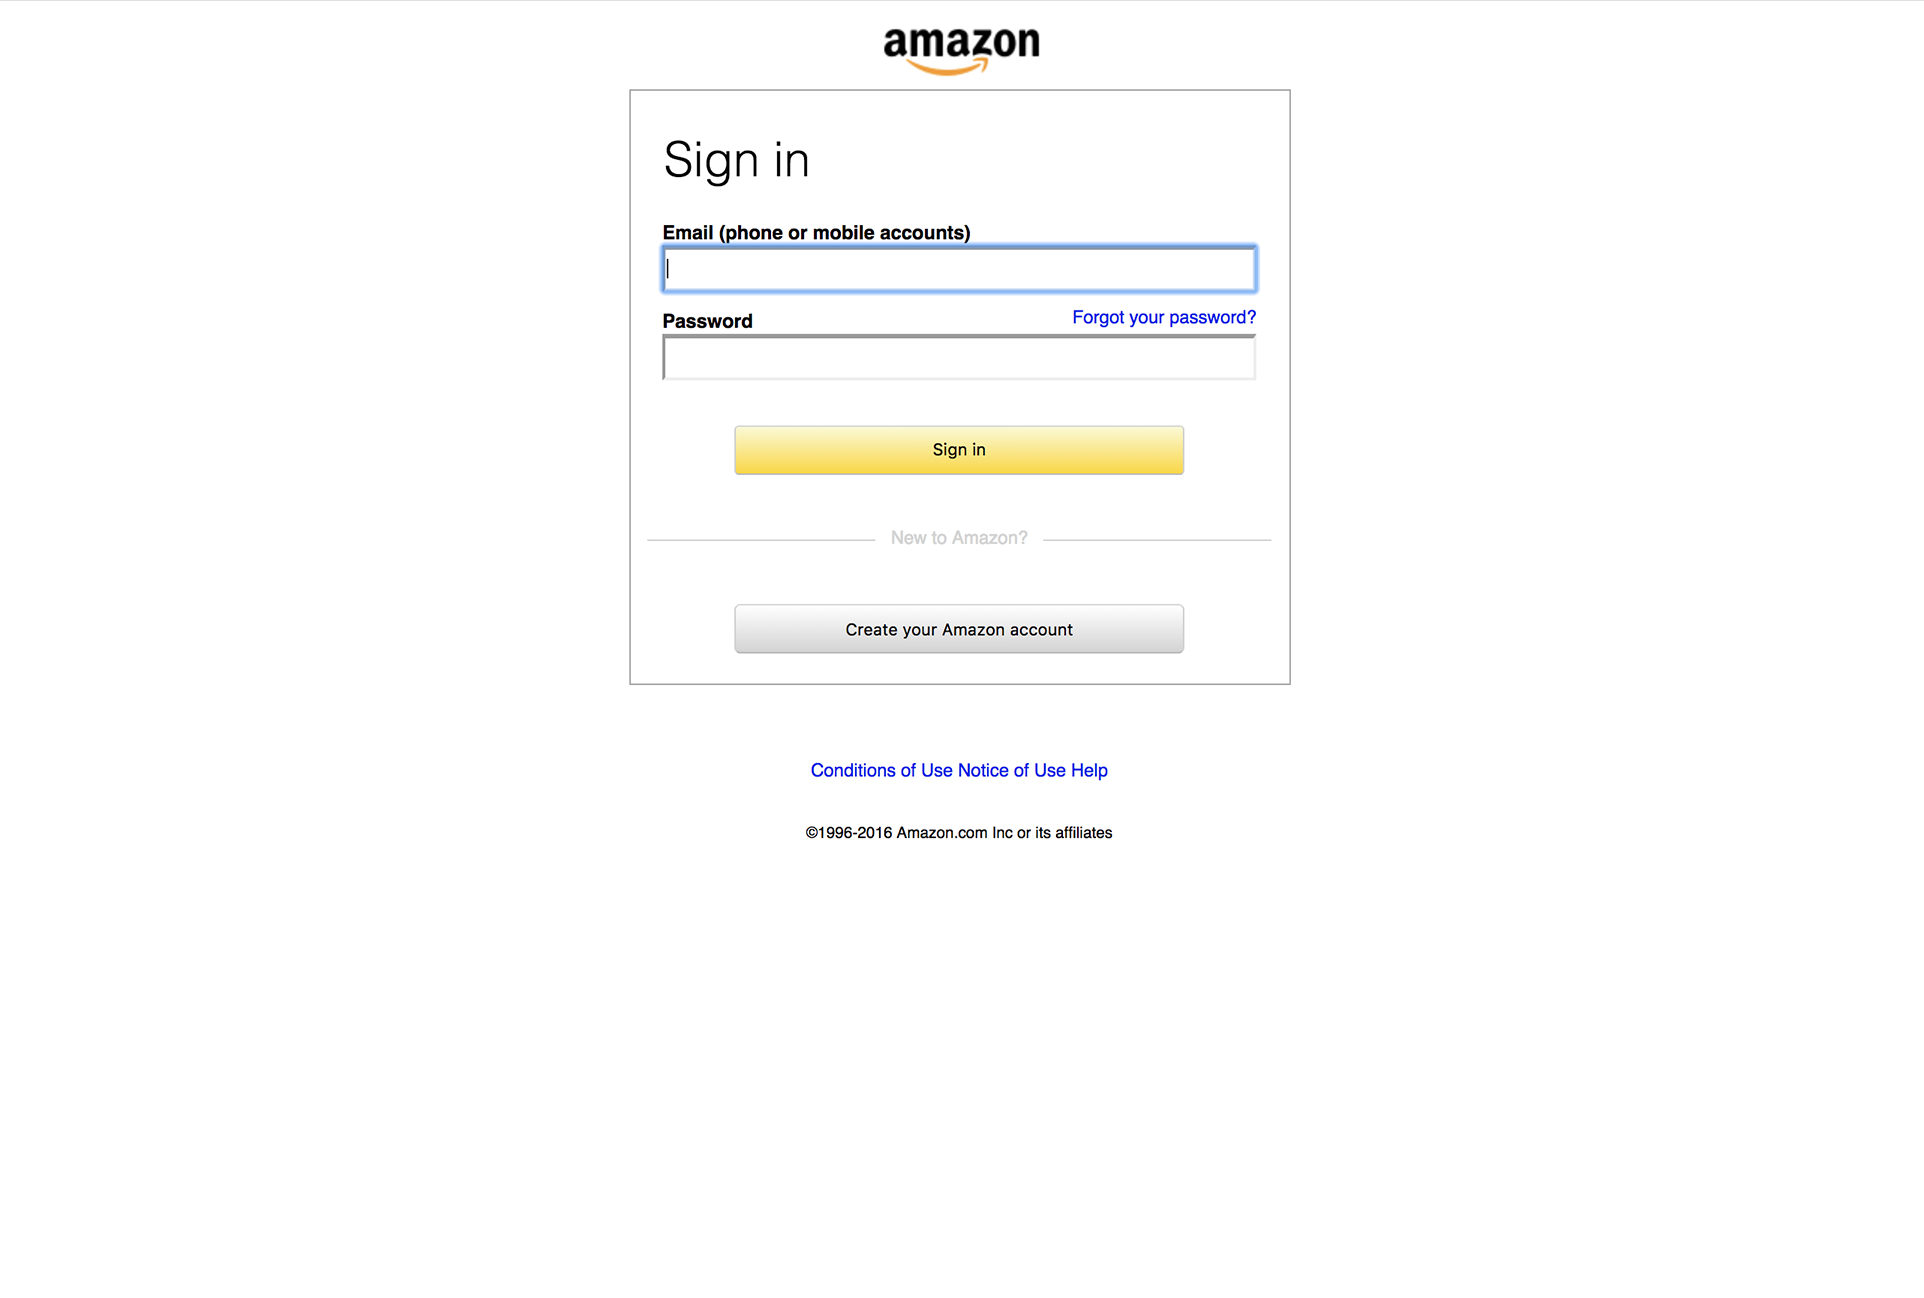 amazon
Sign in
Email (phone or mobile accounts)
Password Forgot your password?
Sign in
New to Amazon?
Create your Amazon account
Conditions of Use Notice of Use Help
©1996-2016 Amazon.com Inc or its affiliates